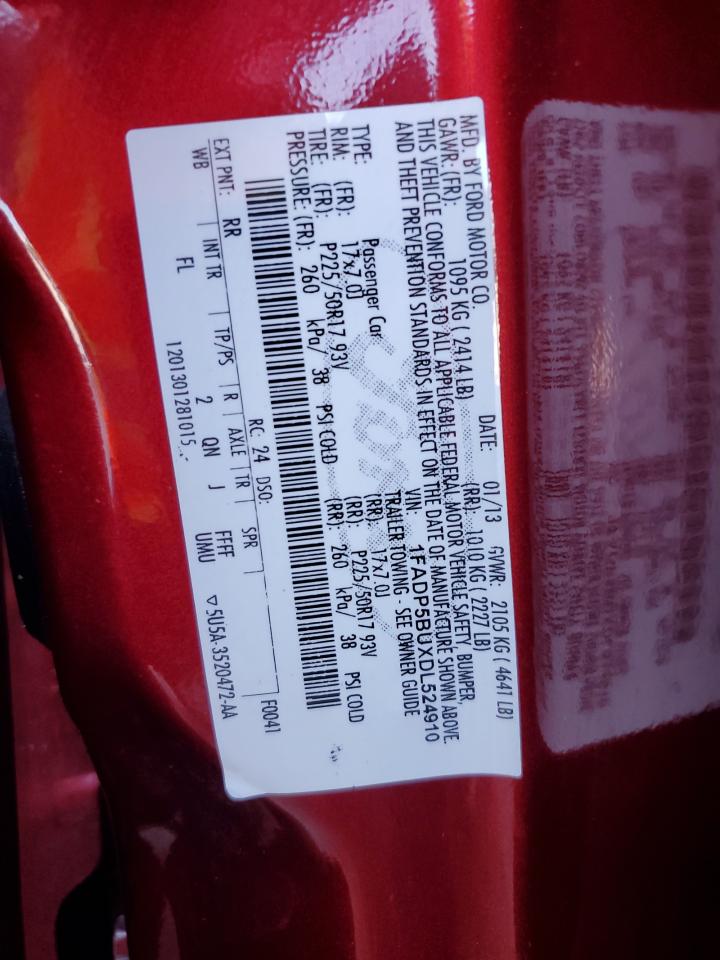 MFD. BY FORD MOTOR CO.
DATE: 01/13 GVWR: 2105 KG ( 4641 LB)
GAWR: (FR): 1095 KG ( 2414 LB) (RR): 1010 KG ( 2227 LB)
THIS VEHICLE CONFORMS TO ALL APPLICABLE FEDERAL MOTOR VEHICLE SAFETY, BUMPER,
AND THEFT PREVENTION STANDARDS IN EFFECT ON THE DATE OF MANUFACTURE SHOWN ABOVE.
VIN: 1FADP5BUXDL524910
TYPE: Passenger Car TRAILER TOWING - SEE OWNER GUIDE
RIM: (FR): 17x7.0J (RR): 17x7.0J
TIRE: (FR): P225/50R17 93V (RR): P225/50R17 93V
PRESSURE: (FR): 260 kPa/ 38 PSI COLD (RR): 260 kPa/ 38 PSI COLD
F0041
EXT PNT: RR RC: 24 DSO:
WB INT TR TP/PS R AXLE TR SPR
FL 2 QN J FFFF
1201301281015 UMU ▽5U5A-3520472-AA